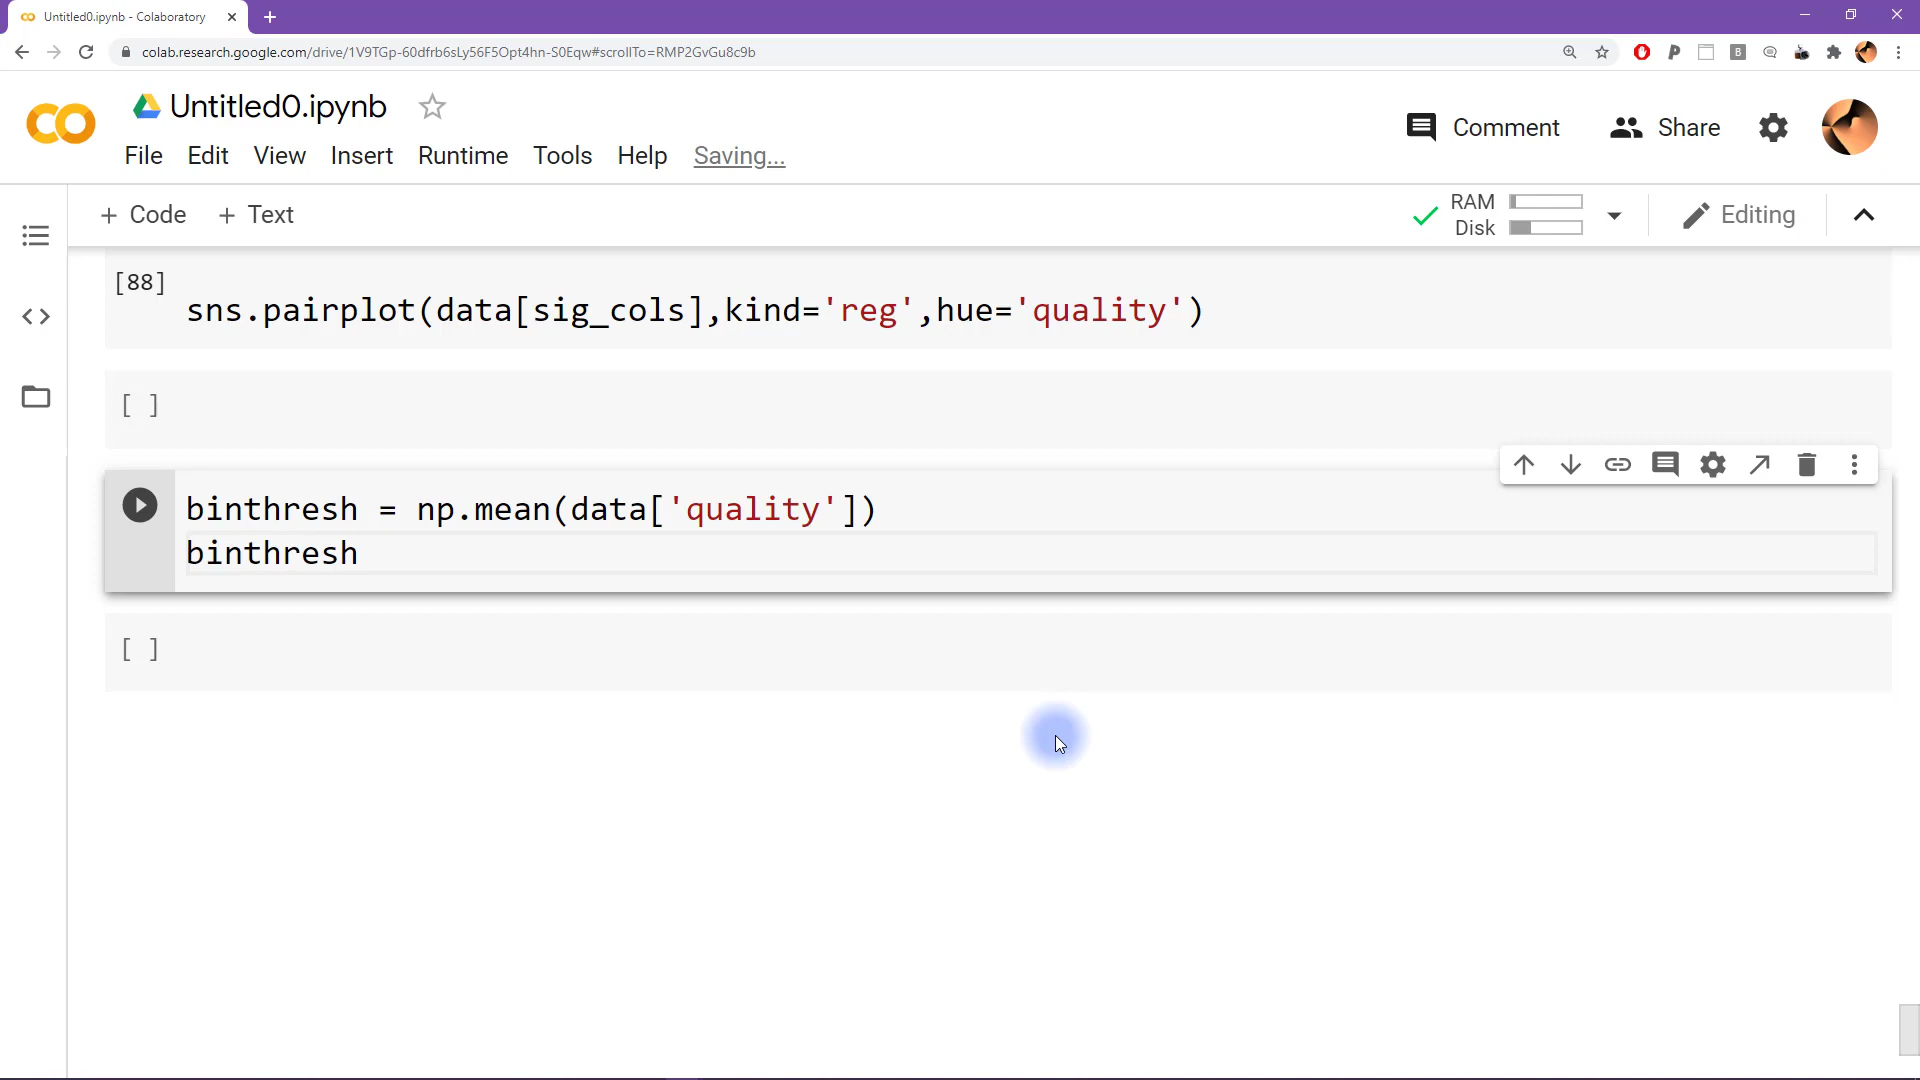 Untitled0.ipynb - Colaboratory
colab.research.google.com/drive/1V9TGp-60dfrb6sLy56F5Opt4hn-S0Eqw#scrollTo=RMP2GvGu8c9b
Untitled0.ipynb
Comment
Share
File Edit View Insert Runtime Tools Help Saving...
+ Code + Text
RAM
Disk
Editing
[88]
sns.pairplot(data[sig_cols],kind='reg',hue='quality')
[ ]
binthresh = np.mean(data['quality'])
binthresh
[ ]